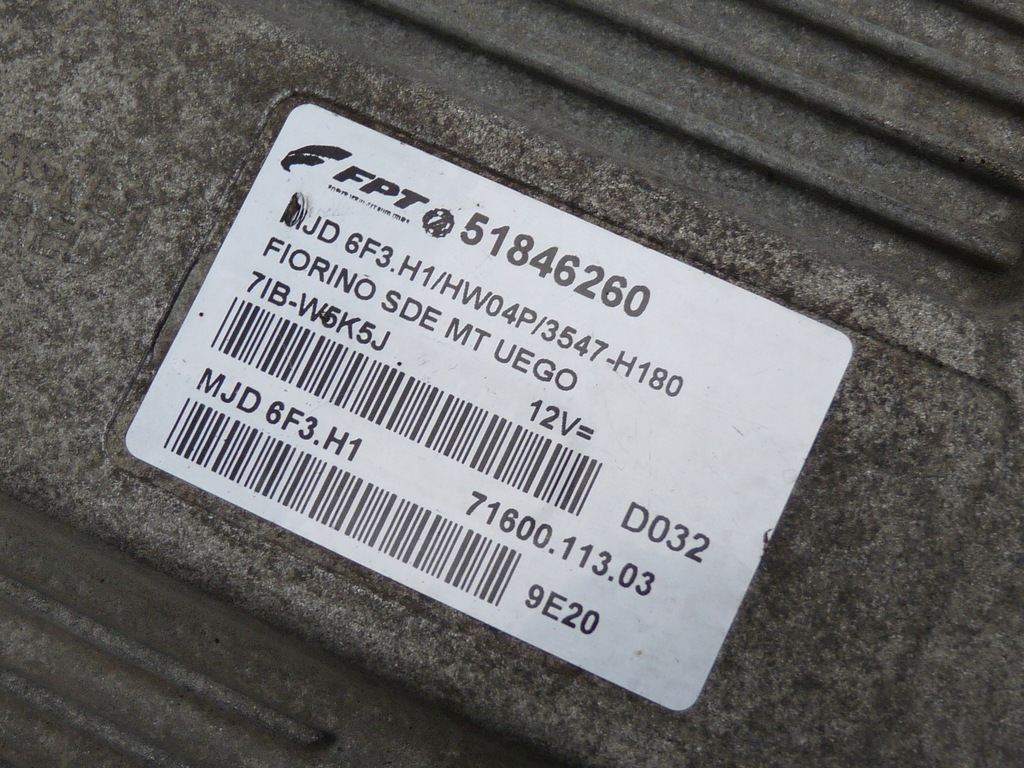 FPT 51846260
MJD 6F3.H1/HW04P/3547-H180
FIORINO SDE MT UEGO
7IB-W5K5J 12V=
D032
MJD 6F3.H1 71600.113.03
9E20